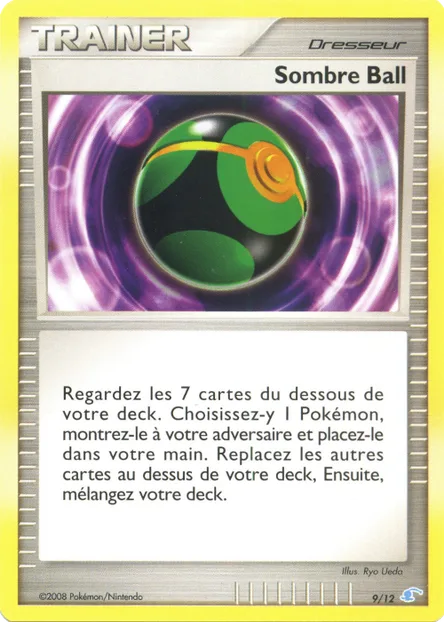 TRAINER
Dresseur
Sombre Ball
Regardez les 7 cartes du dessous de
votre deck. Choisissez-y 1 Pokémon,
montrez-le à votre adversaire et placez-le
dans votre main. Replacez les autres
cartes au dessus de votre deck, Ensuite,
mélangez votre deck.
Illus. Ryo Ueda
©2008 Pokémon/Nintendo
9/12